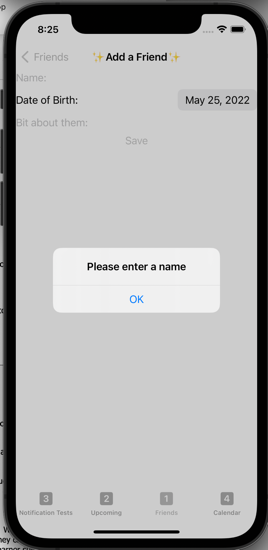 8:25
Friends
✨Add a Friend✨
Name:
Date of Birth: May 25, 2022
Bit about them:
Save
Please enter a name
OK
3 2 1 4
Notification Tests Upcoming Friends Calendar